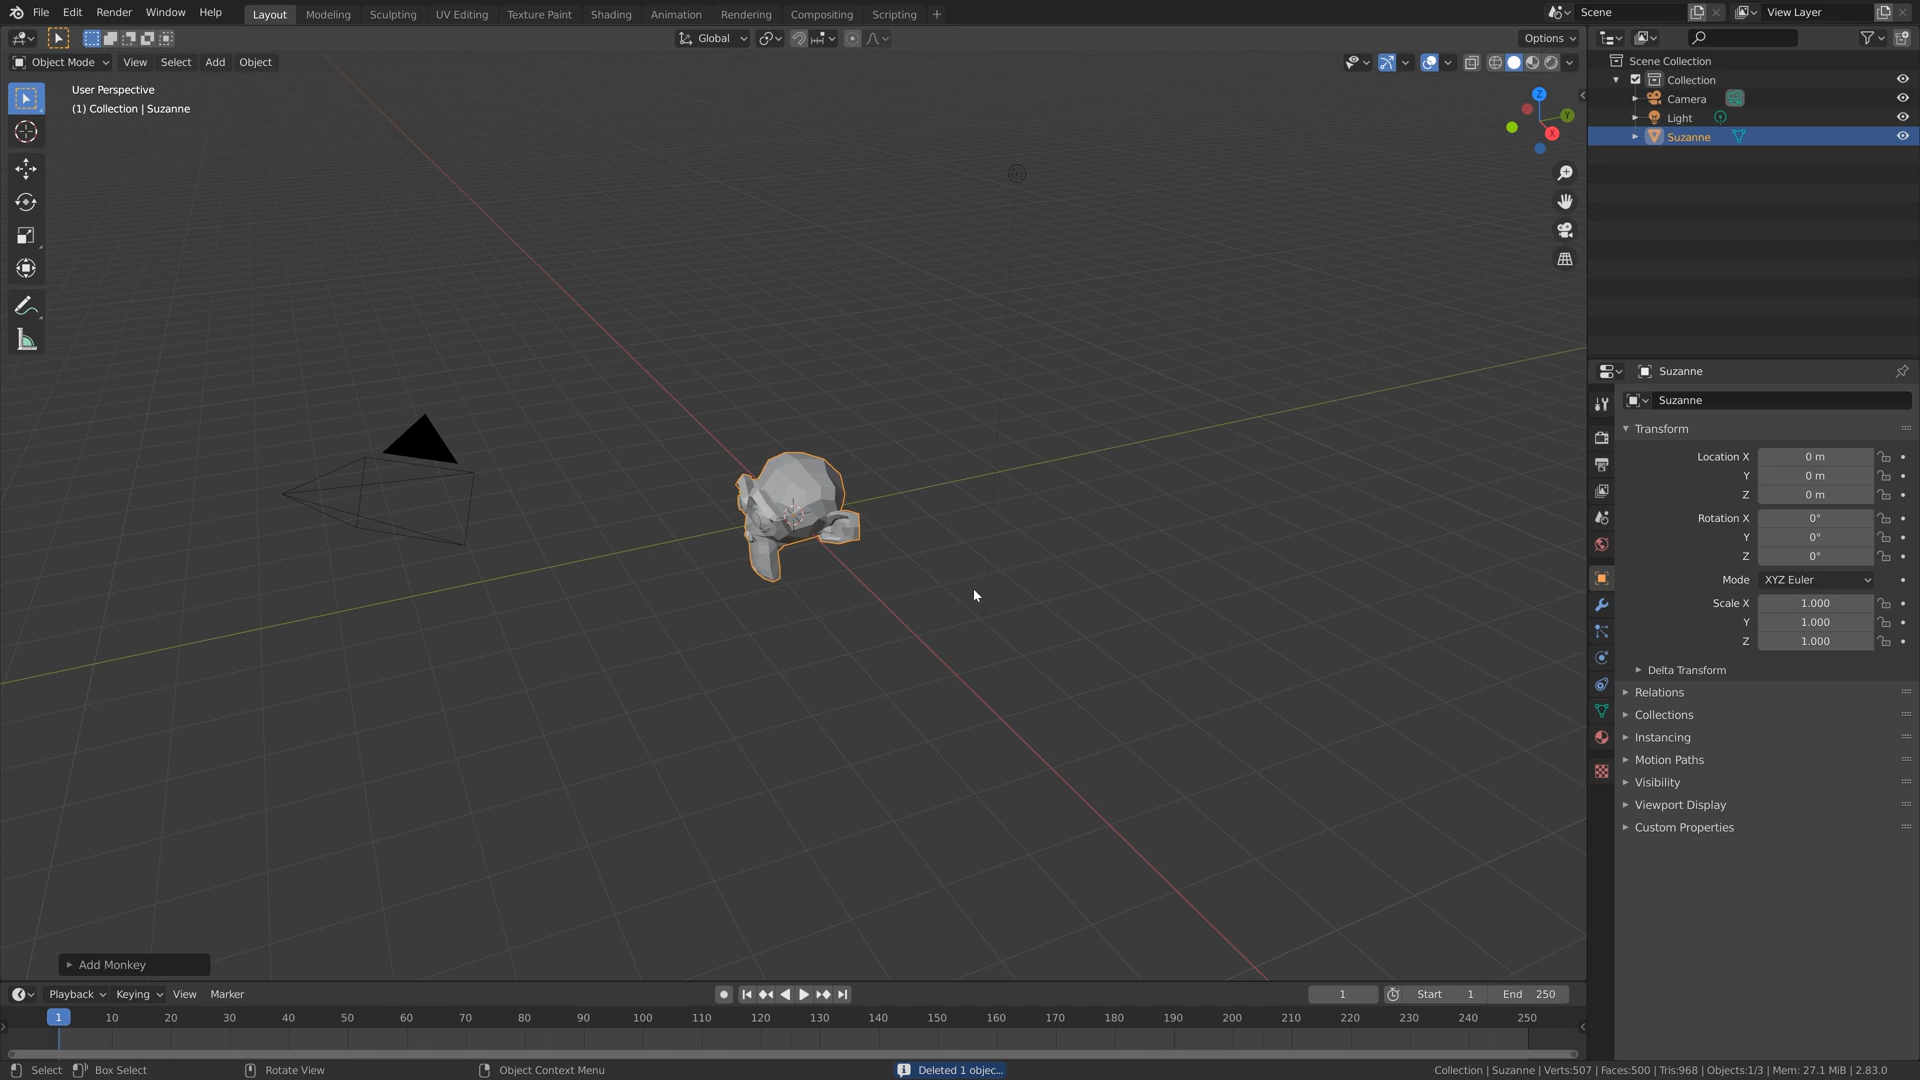 File Edit Render Window Help Layout Modeling Sculpting UV Editing Texture Paint Shading Animation Rendering Compositing Scripting + Scene View Layer
Global Options
Object Mode View Select Add Object
User Perspective
(1) Collection | Suzanne
Z
Y
X
Scene Collection
Collection
Camera
Light
Suzanne
Suzanne
Suzanne
Transform
Location X 0 m
Y 0 m
Z 0 m
Rotation X 0°
Y 0°
Z 0°
Mode XYZ Euler
Scale X 1.000
Y 1.000
Z 1.000
Delta Transform
Relations
Collections
Instancing
Motion Paths
Visibility
Viewport Display
Custom Properties
Add Monkey
Playback Keying View Marker 1 Start 1 End 250
1 10 20 30 40 50 60 70 80 90 100 110 120 130 140 150 160 170 180 190 200 210 220 230 240 250
Select Box Select Rotate View Object Context Menu Deleted 1 objec... Collection | Suzanne | Verts:507 | Faces:500 | Tris:968 | Objects:1/3 | Mem: 27.1 MiB | 2.83.0